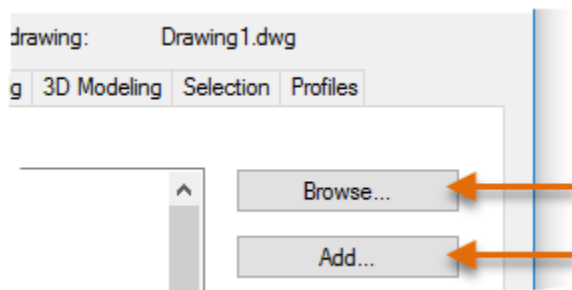 drawing: Drawing1.dwg
g 3D Modeling Selection Profiles
Browse...
Add...